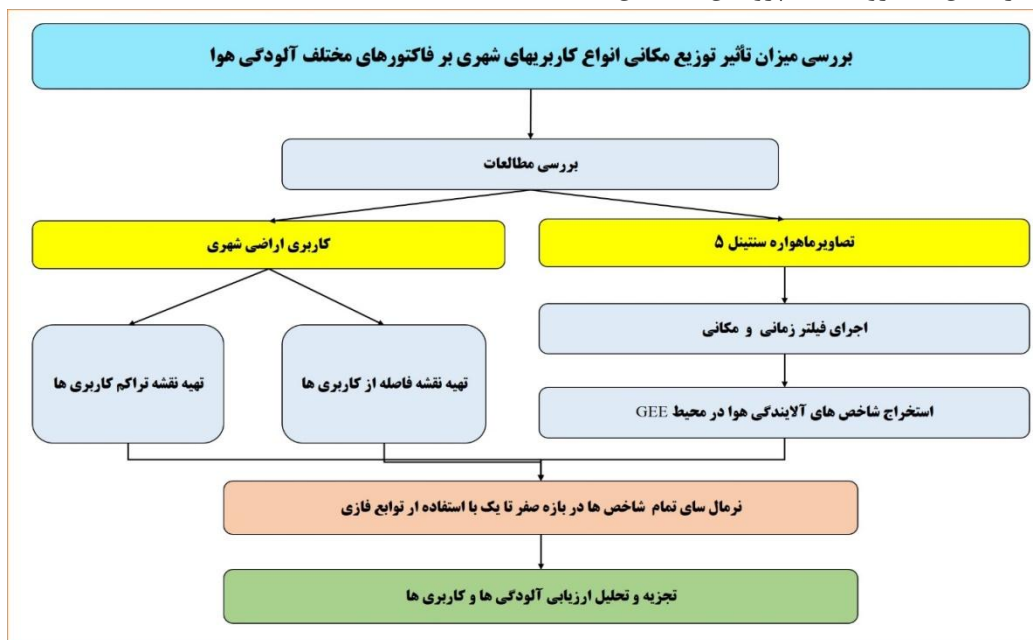 بررسی میزان تأثیر توزیع مکانی انواع کاربریهای شهری بر فاکتورهای مختلف آلودگی هوا
بررسی مطالعات
تصاویرماهواره سنتینل ۵
کاربری اراضی شهری
اجرای فیلتر زمانی و مکانی
تهیه نقشه فاصله از کاربری ها
تهیه نقشه تراکم کاربری ها
استخراج شاخص های آلایندگی هوا در محیط GEE
نرمال سای تمام شاخص ها در بازه صفر تا یک با استفاده ار توابع فازی
تجزیه و تحلیل ارزیابی آلودگی ها و کاربری ها